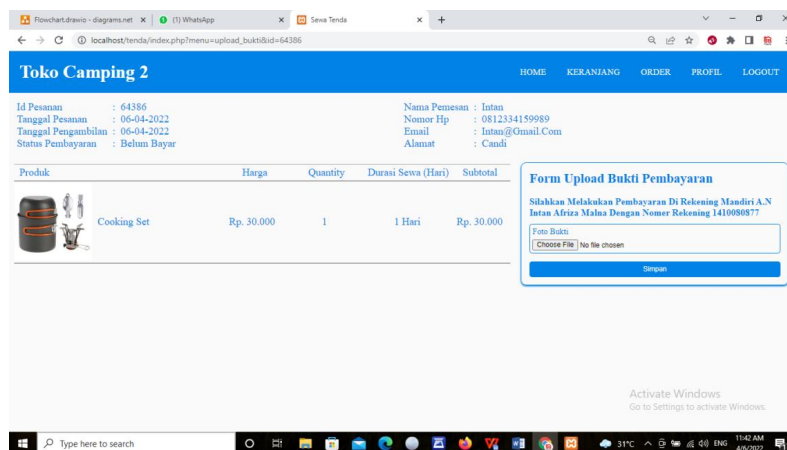 Flowchart.drawio - diagrams.net
(1) WhatsApp
Sewa Tenda
localhost/tenda/index.php?menu=upload_bukti&id=64386
Toko Camping 2
HOME KERANJANG ORDER PROFIL LOGOUT
Id Pesanan : 64386
Tanggal Pesanan : 06-04-2022
Tanggal Pengambilan : 06-04-2022
Status Pembayaran : Belum Bayar
Nama Pemesan : Intan
Nomor Hp : 0812334159989
Email : Intan@Gmail.Com
Alamat : Candi
Produk Harga Quantity Durasi Sewa (Hari) Subtotal
Cooking Set Rp. 30.000 1 1 Hari Rp. 30.000
Form Upload Bukti Pembayaran
Silahkan Melakukan Pembayaran Di Rekening Mandiri A.N
Intan Afriza Malna Dengan Nomer Rekening 1410080877
Foto Bukti
Choose File No file chosen
Simpan
Activate Windows
Go to Settings to activate Windows.
Type here to search
31°C ENG
11:42 AM
4/6/2022